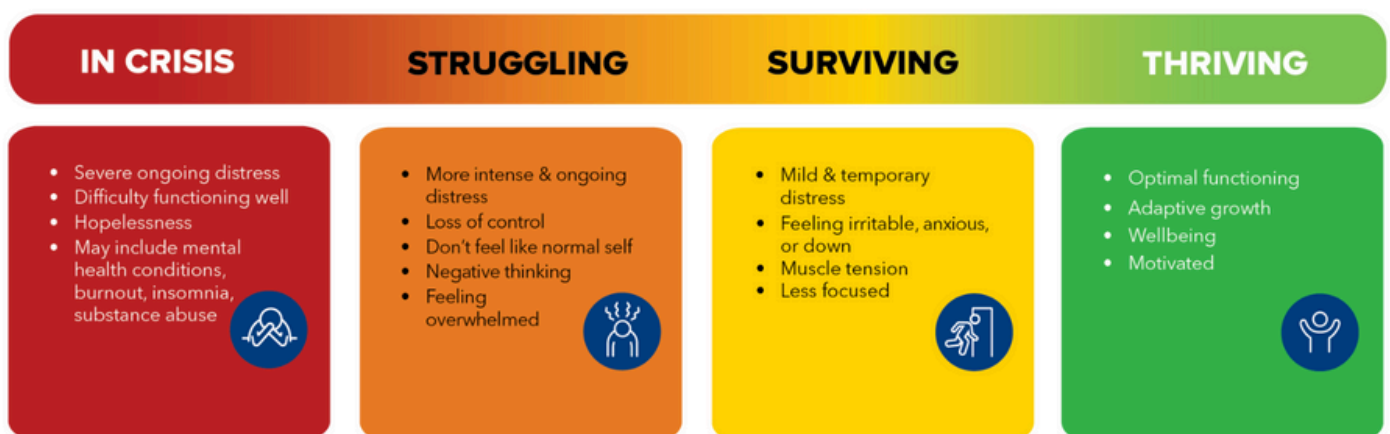 IN CRISIS
STRUGGLING
SURVIVING
THRIVING
• Severe ongoing distress
• Difficulty functioning well
• Hopelessness
• May include mental
health conditions,
burnout, insomnia,
substance abuse
• More intense & ongoing
distress
• Loss of control
• Don't feel like normal self
• Negative thinking
• Feeling
overwhelmed
• Mild & temporary
distress
• Feeling irritable, anxious,
or down
• Muscle tension
• Less focused
• Optimal functioning
• Adaptive growth
• Wellbeing
• Motivated